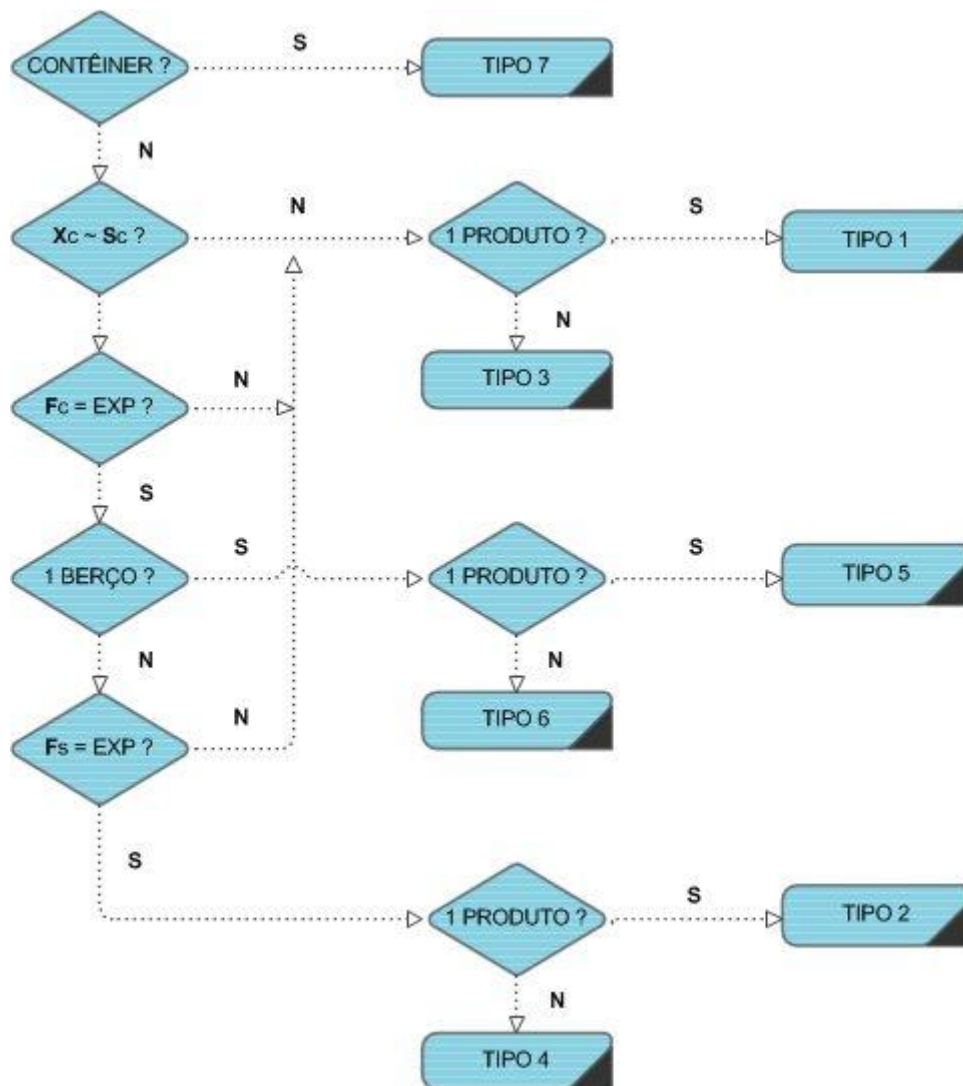 CONTÊINER ?
S
TIPO 7
N
Xc ~ Sc ?
N
1 PRODUTO ?
S
TIPO 1
N
TIPO 3
Fc = EXP ?
N
S
1 BERÇO ?
S
1 PRODUTO ?
S
TIPO 5
N
N
TIPO 6
Fs = EXP ?
N
S
1 PRODUTO ?
S
TIPO 2
N
TIPO 4